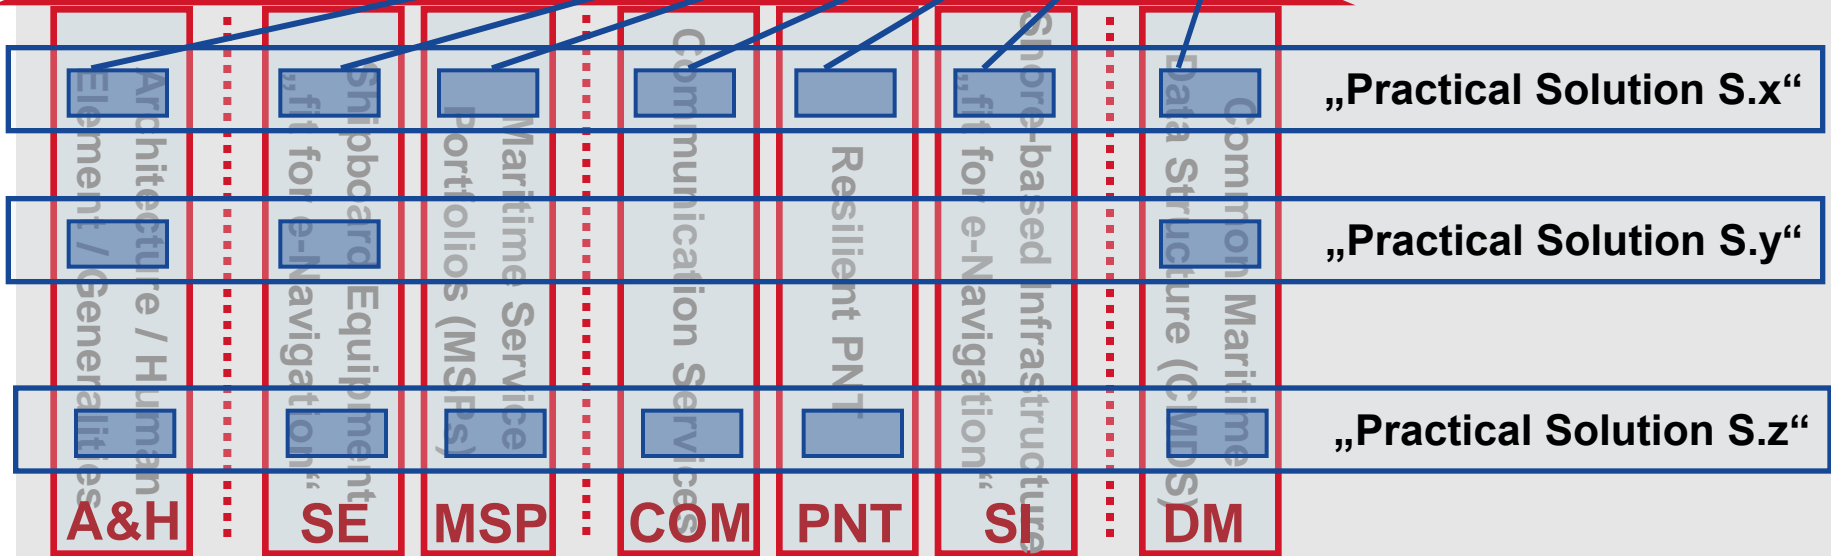 „Practical Solution S.x“
„Practical Solution S.y“
„Practical Solution S.z“
Architecture / Human
Element / Generalities
Shipboard Equipment
„fit for e-Navigation“
Maritime Service
Portfolios (MSPs)
Communication Services
Resilient PNT
Shore-based Infrastructure
„fit for e-Navigation“
Common Maritime
Data Structure (CMDS)
A&H
SE
MSP
COM
PNT
SI
DM